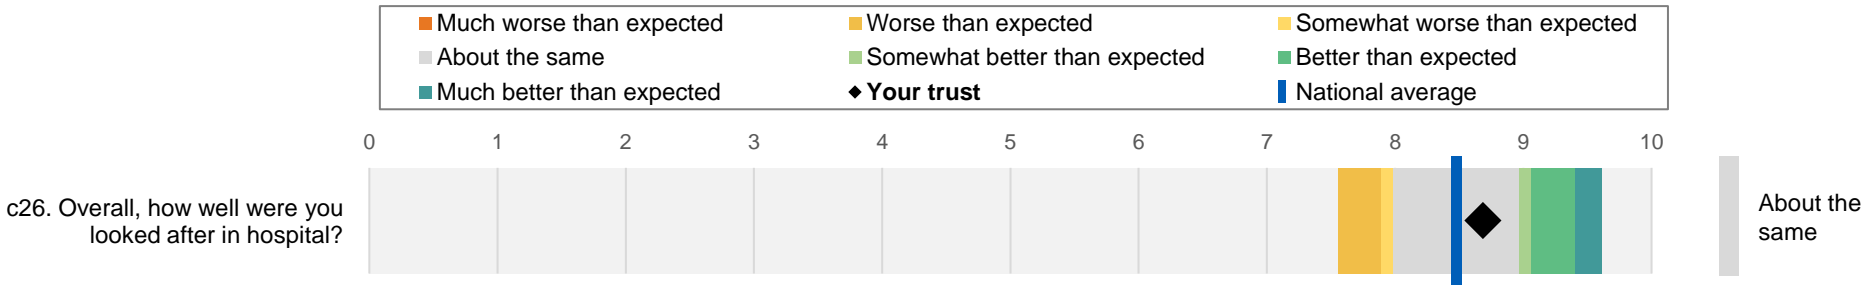 Much worse than expected
Worse than expected
Somewhat worse than expected
About the same
Somewhat better than expected
Better than expected
Much better than expected
Your trust
National average
0 1 2 3 4 5 6 7 8 9 10
c26. Overall, how well were you
looked after in hospital?
About the
same